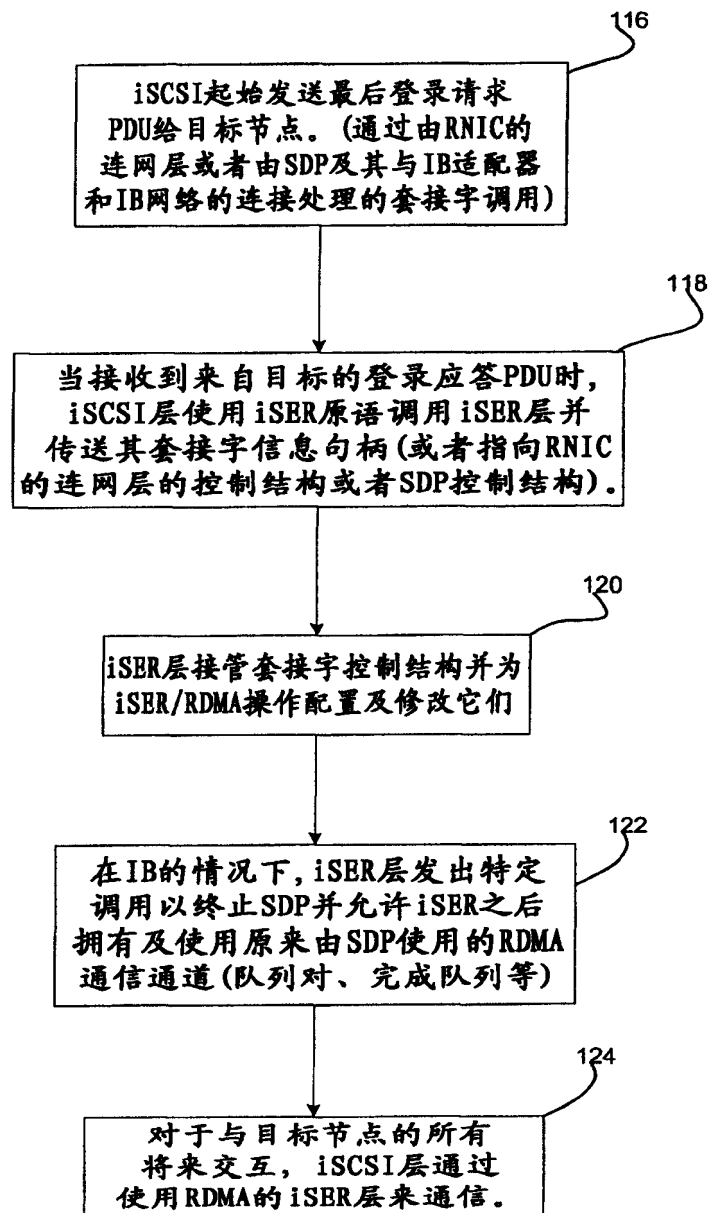 116
iSCSI起始发送最后登录请求
PDU给目标节点。(通过由RNIC的
连网层或者由SDP及其与IB适配器
和IB网络的连接处理的套接字调用)
118
当接收到来自目标的登录应答PDU时,
iSCSI层使用iSER原语调用iSER层并
传送其套接字信息句柄(或者指向RNIC
的连网层的控制结构或者SDP控制结构)。
120
iSER层接管套接字控制结构并为
iSER/RDMA操作配置及修改它们
122
在IB的情况下,iSER层发出特定
调用以终止SDP并允许iSER之后
拥有及使用原来由SDP使用的RDMA
通信通道(队列对、完成队列等)
124
对于与目标节点的所有
将来交互, iSCSI层通过
使用RDMA的iSER层来通信。